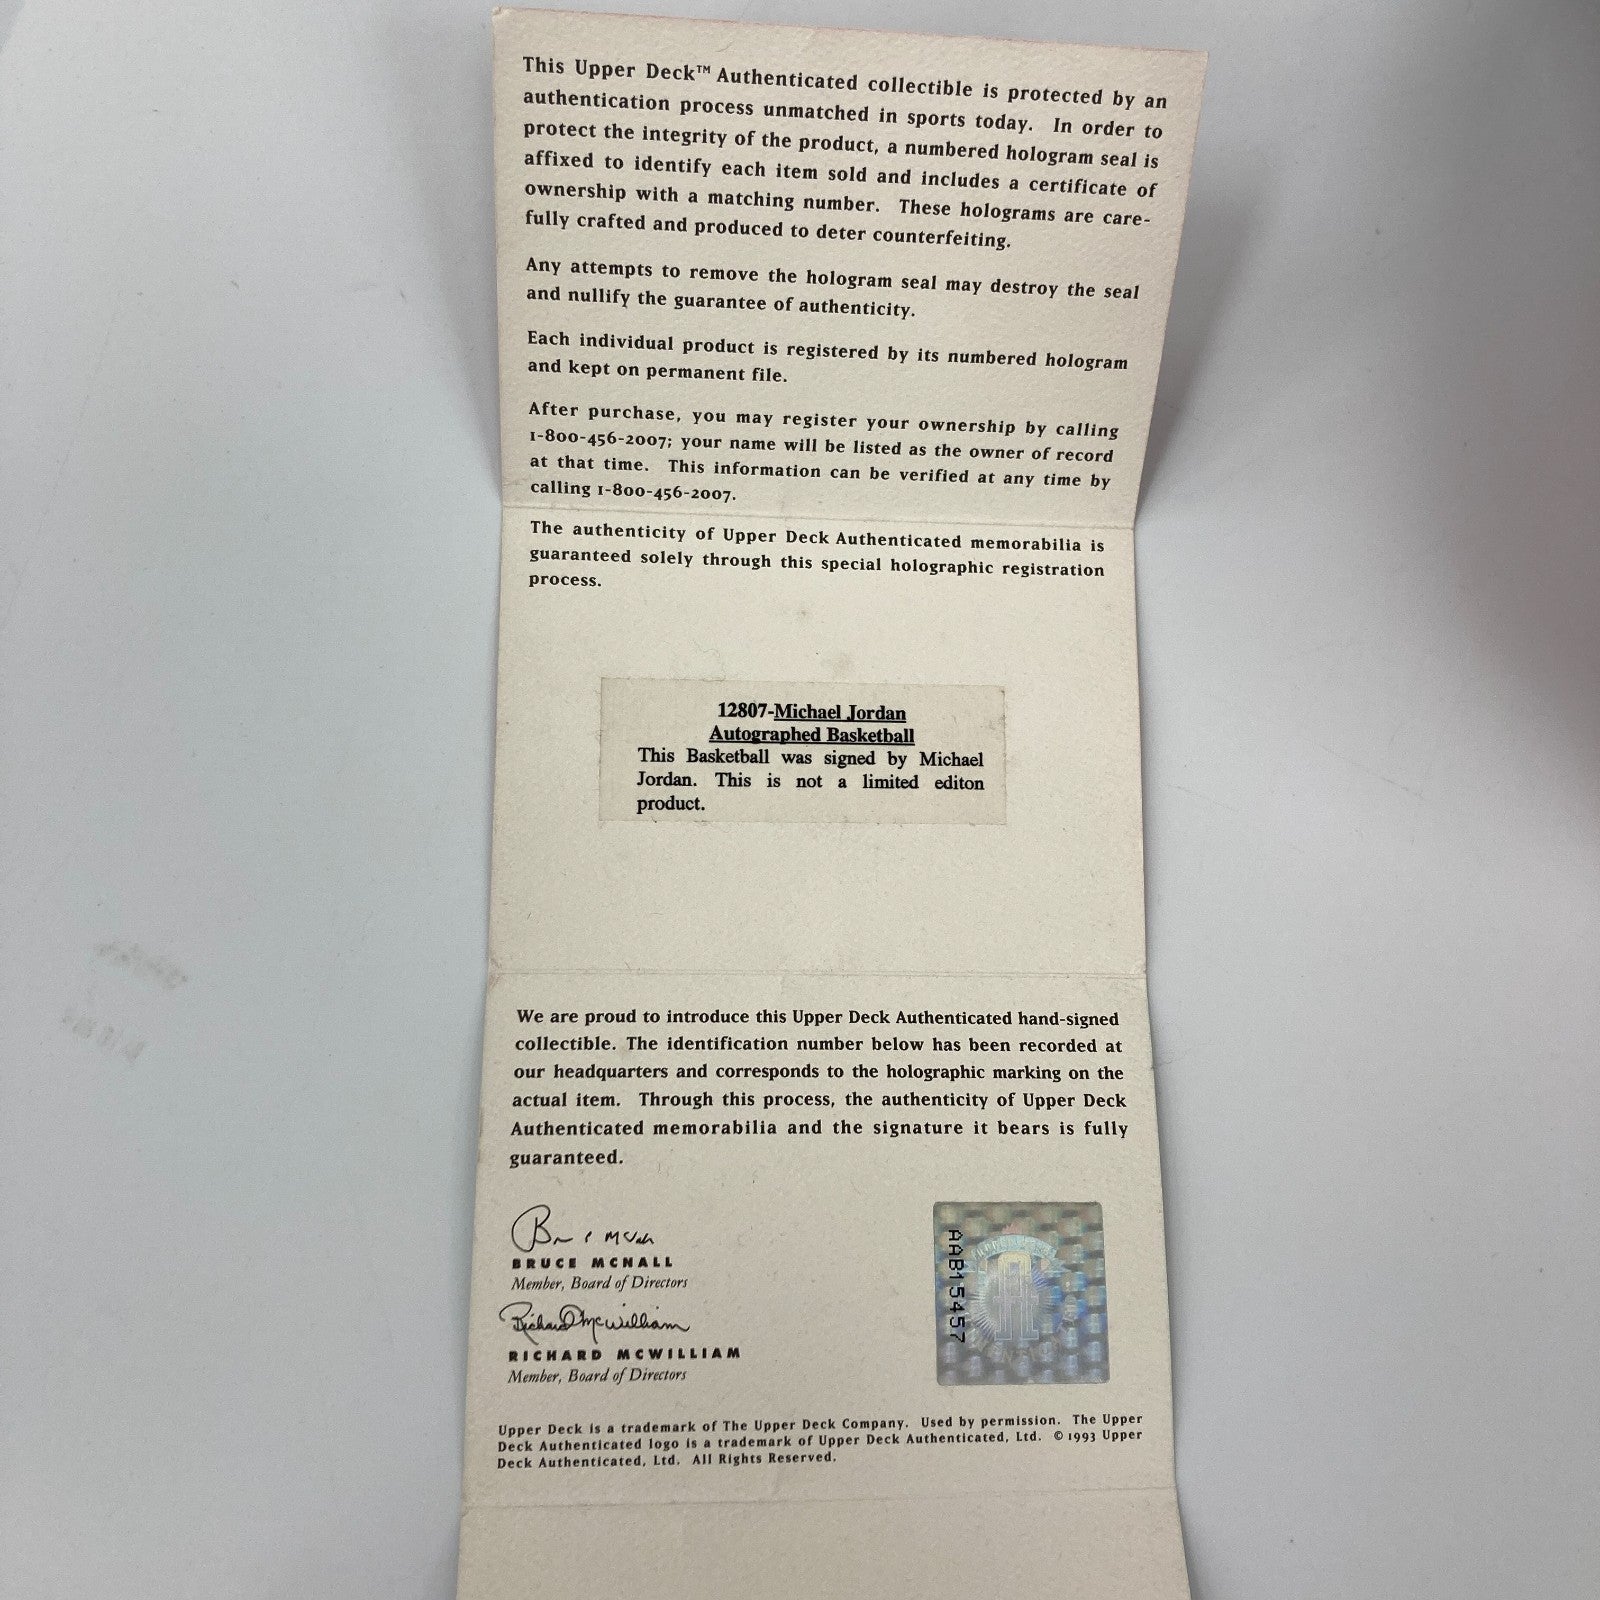 This Upper Deck™ Authenticated collectible is protected by an
authentication process unmatched in sports today. In order to
protect the integrity of the product, a numbered hologram seal is
affixed to identify each item sold and includes a certificate of
ownership with a matching number. These holograms are care-
fully crafted and produced to deter counterfeiting.
Any attempts to remove the hologram seal may destroy the seal
and nullify the guarantee of authenticity.
Each individual product is registered by its numbered hologram
and kept on permanent file.
After purchase, you may register your ownership by calling
1-800-456-2007; your name will be listed as the owner of record
at that time. This information can be verified at any time by
calling 1-800-456-2007.
The authenticity of Upper Deck Authenticated memorabilia is
guaranteed solely through this special holographic registration
process.
12807-Michael Jordan
Autographed Basketball
This Basketball was signed by Michael
Jordan. This is not a limited editon
product.
We are proud to introduce this Upper Deck Authenticated hand-signed
collectible. The identification number below has been recorded at
our headquarters and corresponds to the holographic marking on the
actual item. Through this process, the authenticity of Upper Deck
Authenticated memorabilia and the signature it bears is fully
guaranteed.
BRUCE MCNALL
Member, Board of Directors
Richard McWilliam
RICHARD MCWILLIAM
Member, Board of Directors
AAB15457
Upper Deck is a trademark of The Upper Deck Company. Used by permission. The Upper
Deck Authenticated logo is a trademark of Upper Deck Authenticated, Ltd. © 1993 Upper
Deck Authenticated, Ltd. All Rights Reserved.